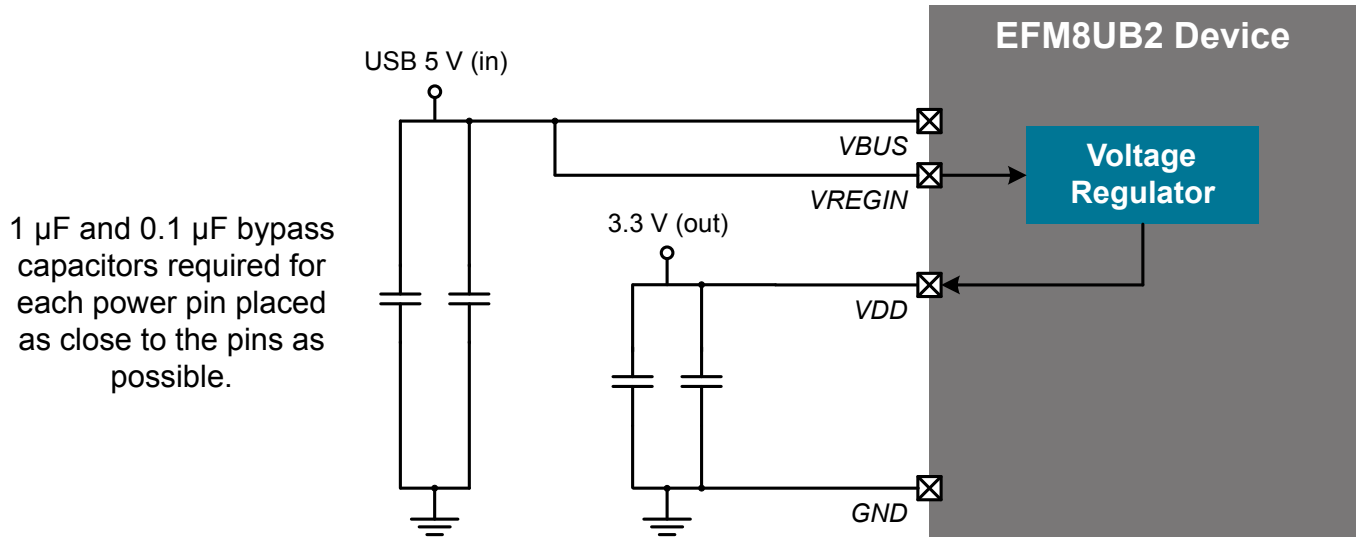 EFM8UB2 Device
USB 5 V (in)
VBUS
Voltage
Regulator
VREGIN
1 µF and 0.1 µF bypass
capacitors required for
each power pin placed
as close to the pins as
possible.
3.3 V (out)
VDD
GND